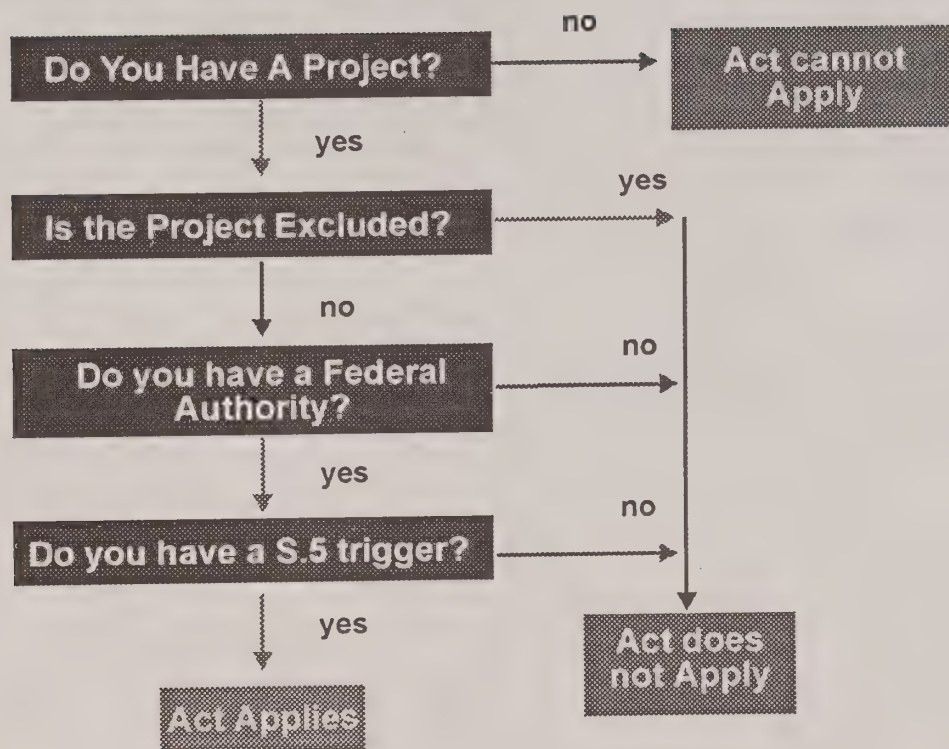 no
Do You Have A Project?
Act cannot
Apply
yes
yes
Is the Project Excluded?
no
no
Do you have a Federal
Authority?
yes
no
Do you have a S.5 trigger?
yes
Act does
not Apply
Act Applies